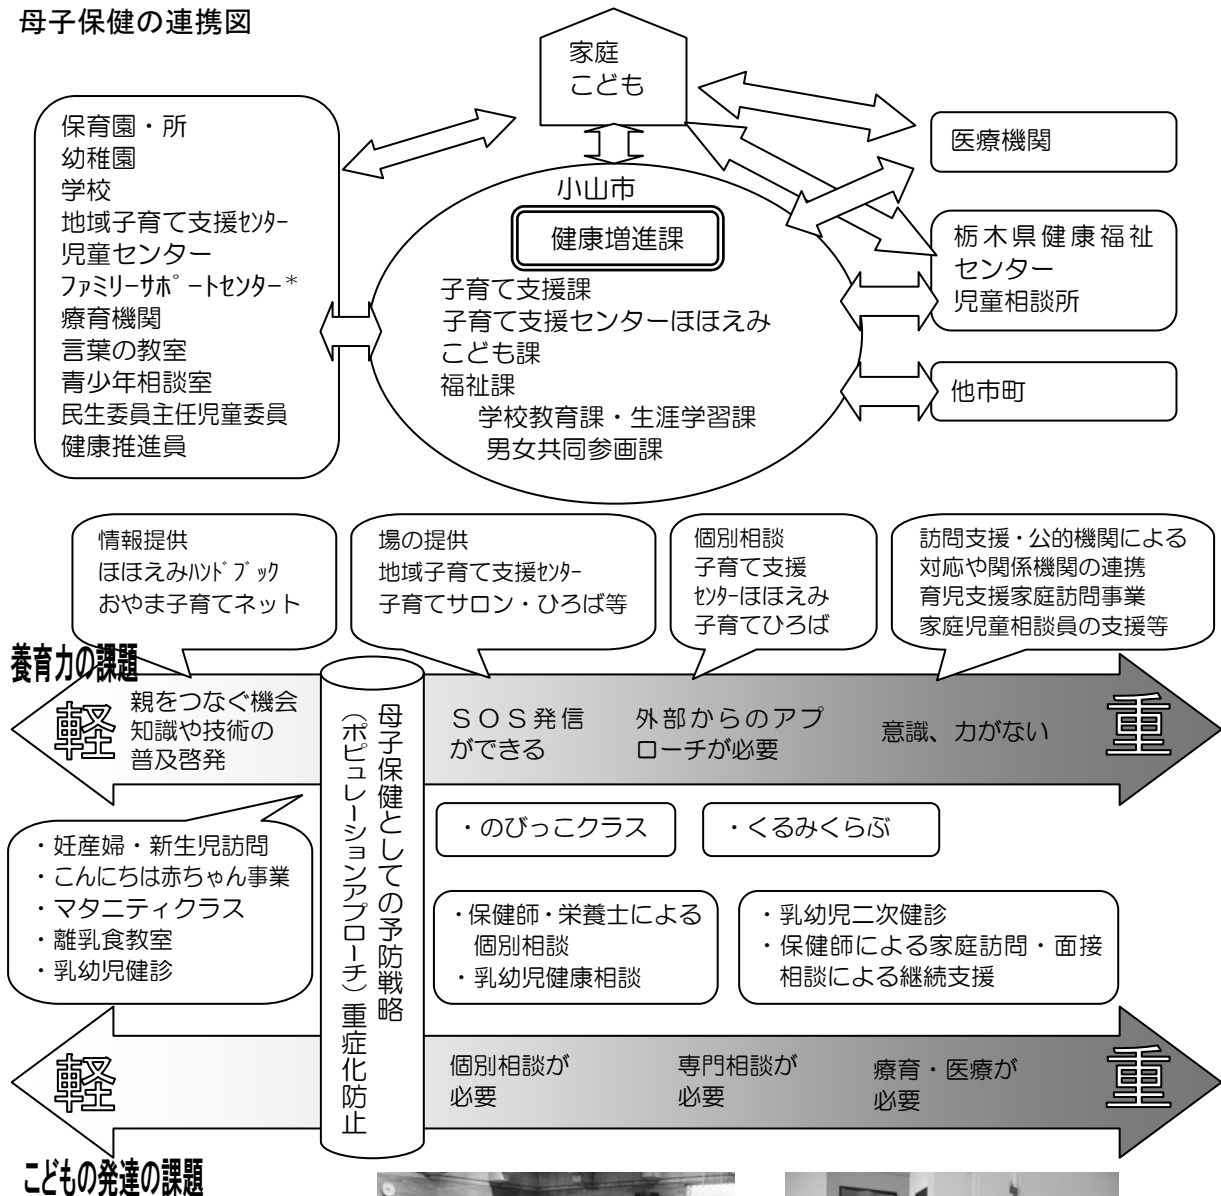 母子保健の連携図
家庭
こども
保育園・所
幼稚園
学校
地域子育て支援ｾﾝﾀｰ
児童センター
ﾌｧﾐﾘｰｻﾎﾟｰﾄｾﾝﾀｰ*
療育機関
言葉の教室
青少年相談室
民生委員主任児童委員
健康推進員
小山市
健康増進課
子育て支援課
子育て支援センターほほえみ
こども課
福祉課
学校教育課・生涯学習課
男女共同参画課
医療機関
栃木県健康福祉
センター
児童相談所
他市町
情報提供
ほほえみﾊﾝﾄﾞﾌﾞｯｸ
おやま子育てネット
場の提供
地域子育て支援ｾﾝﾀｰ
子育てサロン・ひろば等
個別相談
子育て支援
ｾﾝﾀｰほほえみ
子育てひろば
訪問支援・公的機関による
対応や関係機関の連携
育児支援家庭訪問事業
家庭児童相談員の支援等
養育力の課題
軽
親をつなぐ機会
知識や技術の
普及啓発
ＳＯＳ発信
ができる
外部からのアプ
ローチが必要
意識、力がない
重
母子保健としての予防戦略
（ポピュレーションアプローチ）重症化防止
・妊産婦・新生児訪問
・こんにちは赤ちゃん事業
・マタニティクラス
・離乳食教室
・乳幼児健診
・のびっこクラス
・くるみくらぶ
・保健師・栄養士による
個別相談
・乳幼児健康相談
・乳幼児二次健診
・保健師による家庭訪問・面接
相談による継続支援
軽
個別相談が
必要
専門相談が
必要
療育・医療が
必要
重
こどもの発達の課題